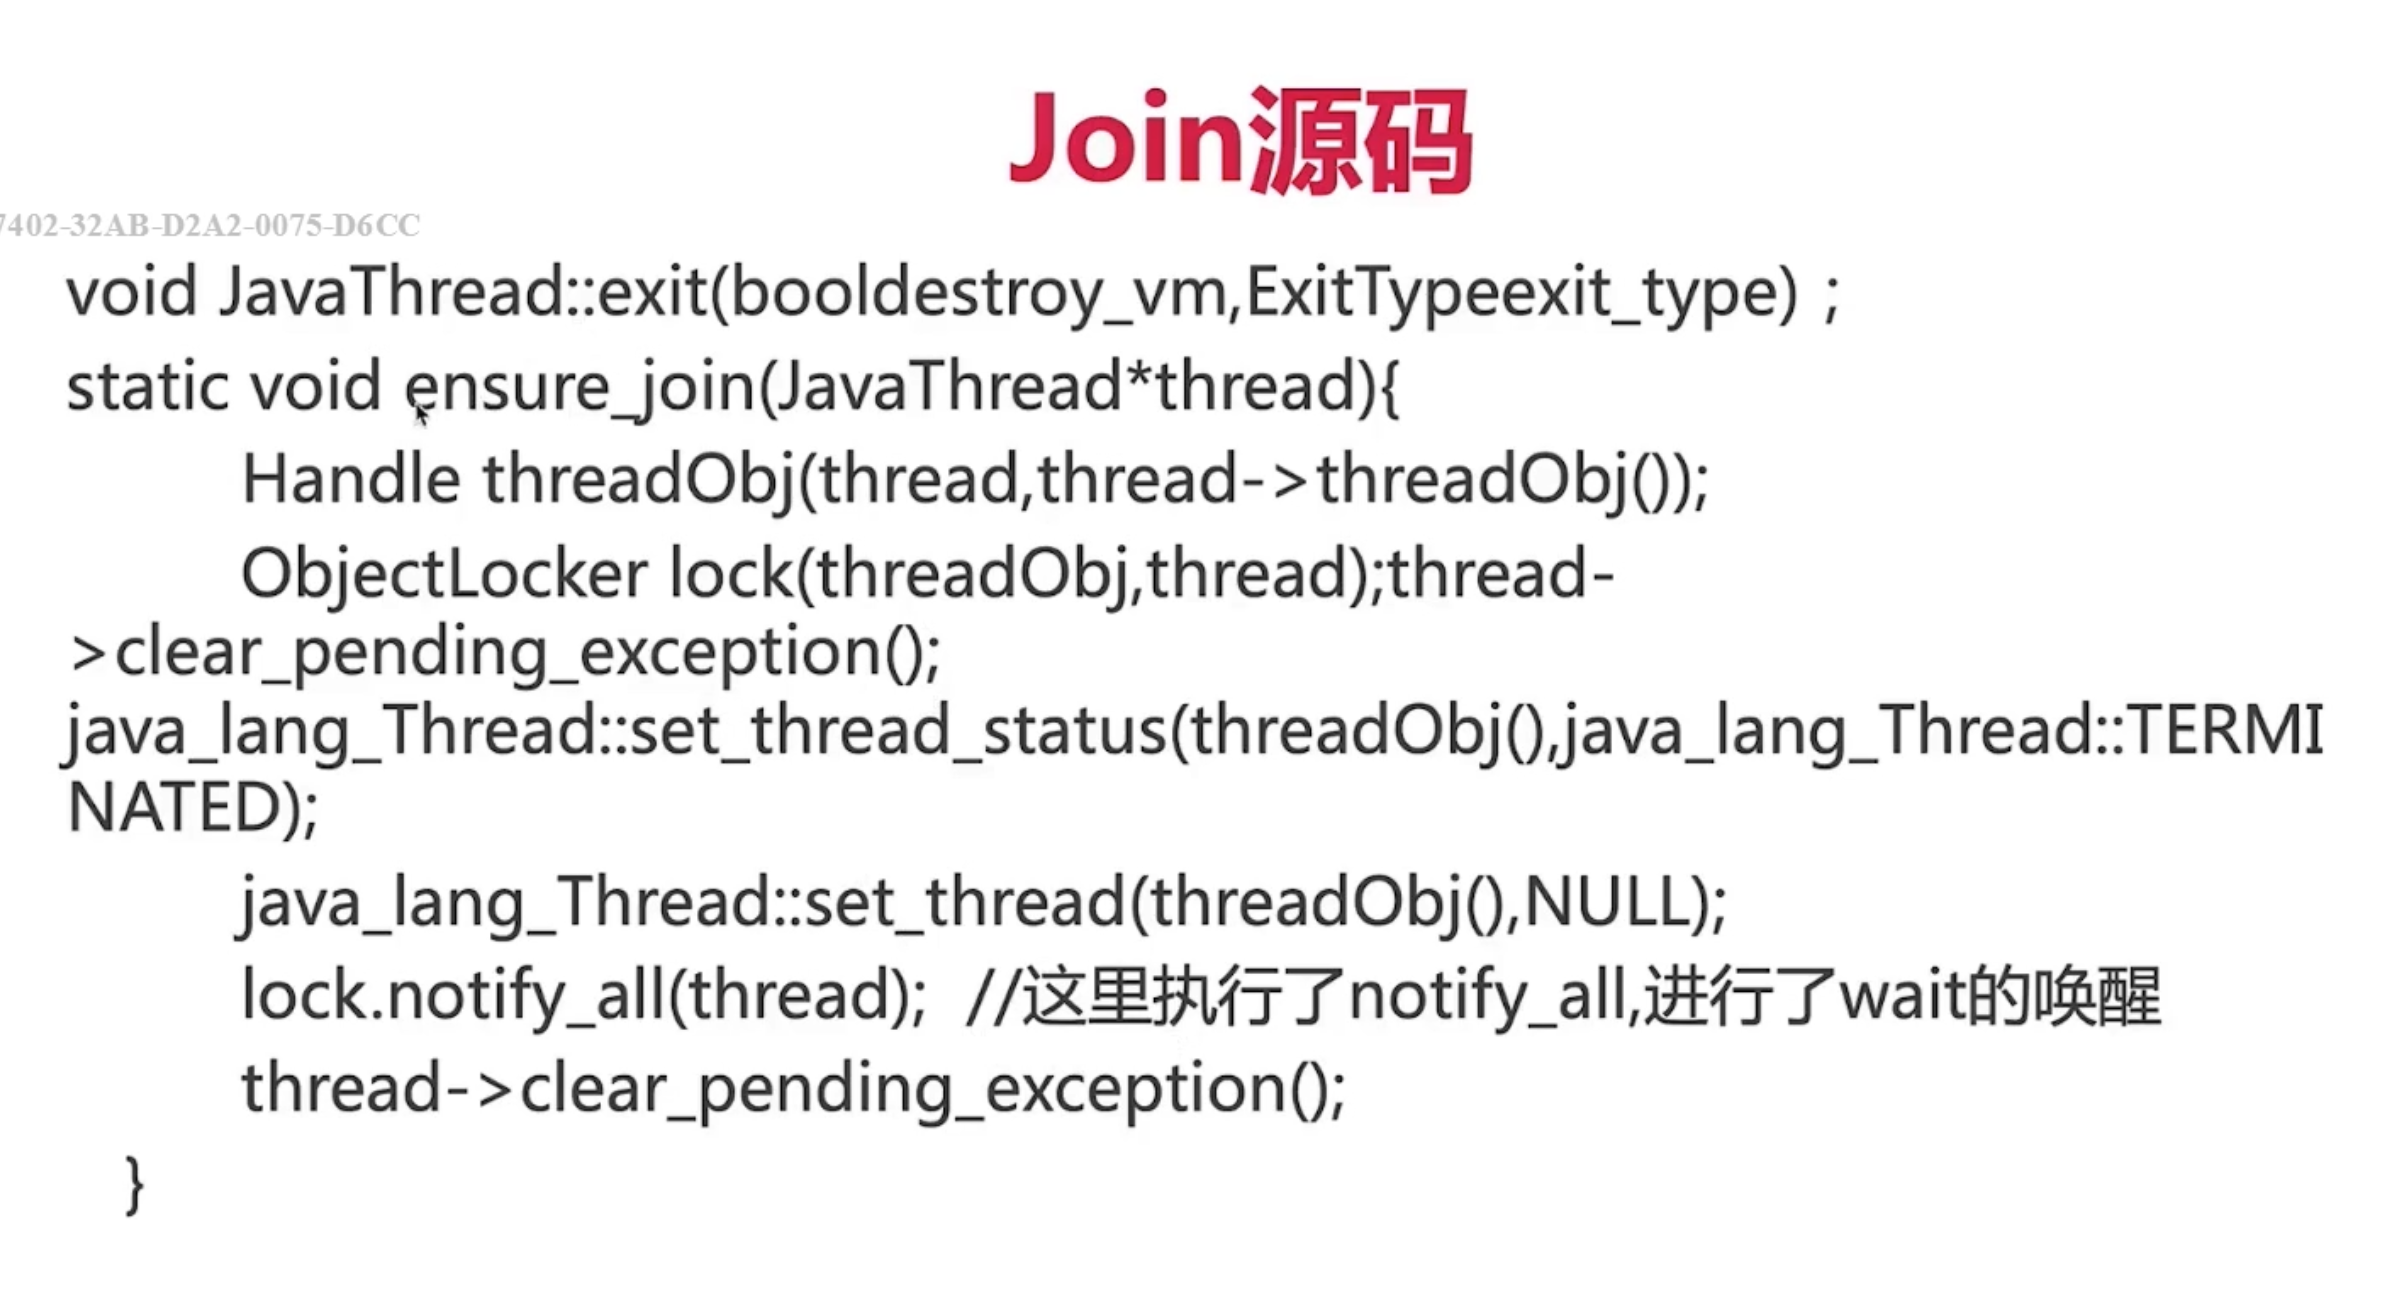 Join源码
7402-32AB-D2A2-0075-D6CC
void JavaThread::exit(booldestroy_vm,ExitTypeexit_type) ;
static void ensure_join(JavaThread*thread){
Handle threadObj(thread,thread->threadObj());
ObjectLocker lock(threadObj,thread);thread-
>clear_pending_exception();
java_lang_Thread::set_thread_status(threadObj(),java_lang_Thread::TERMI
NATED);
java_lang_Thread::set_thread(threadObj(),NULL);
lock.notify_all(thread);  //这里执行了notify_all,进行了wait的唤醒
thread->clear_pending_exception();
}